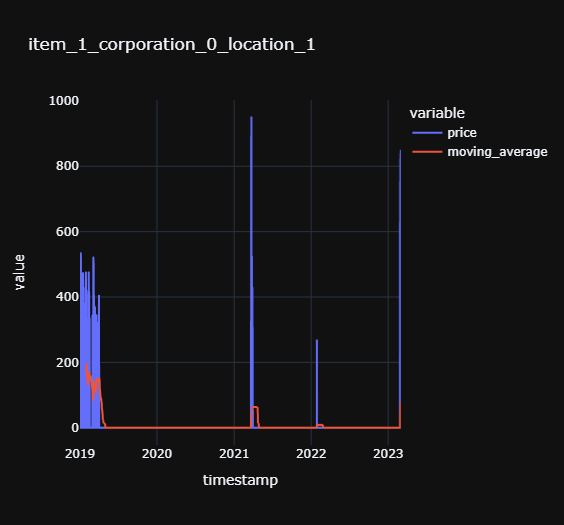 item_1_corporation_0_location_1
variable
price
moving_average
1000
800
600
400
200
0
value
2019 2020 2021 2022 2023
timestamp